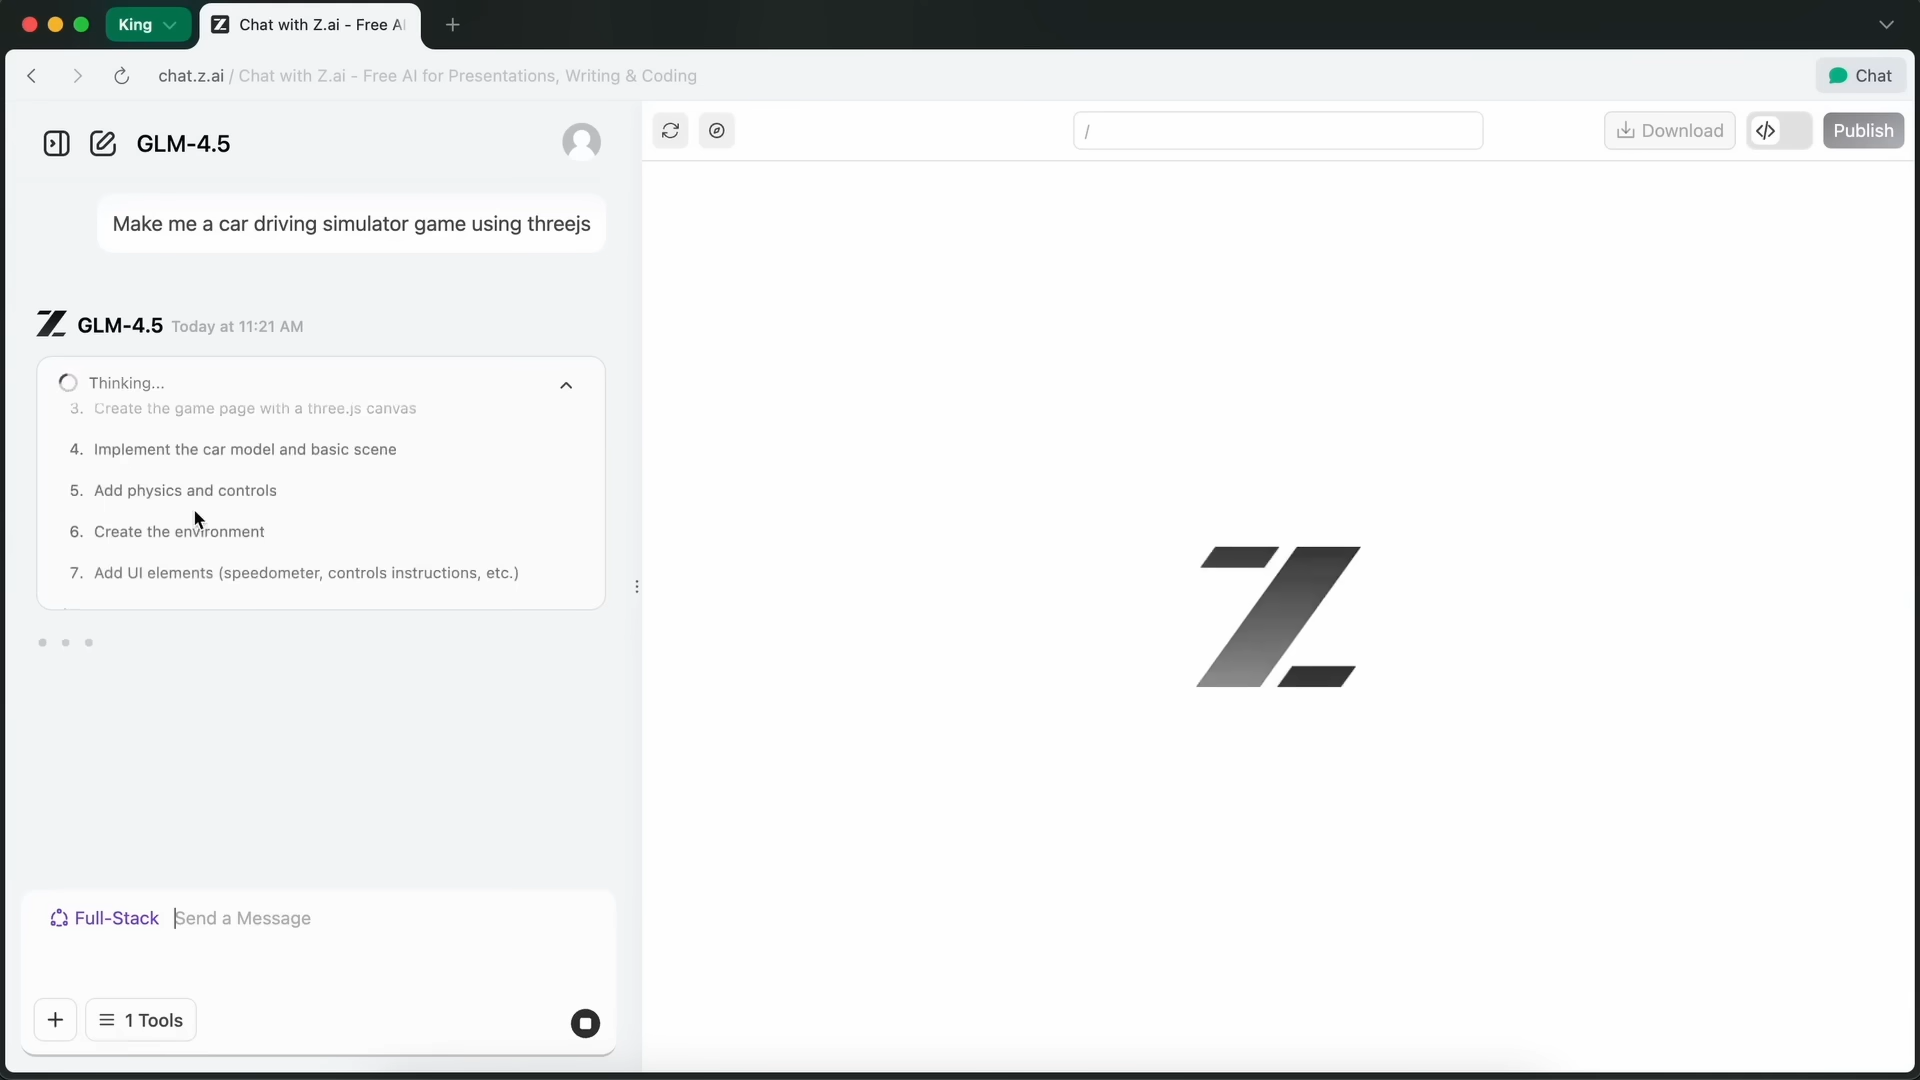 King
Chat with Z.ai - Free AI
chat.z.ai / Chat with Z.ai - Free AI for Presentations, Writing & Coding
Chat
GLM-4.5
/
Download
</>
Publish
Make me a car driving simulator game using threejs
GLM-4.5 Today at 11:21 AM
Thinking...
3. Create the game page with a three.js canvas
4. Implement the car model and basic scene
5. Add physics and controls
6. Create the environment
7. Add UI elements (speedometer, controls instructions, etc.)
Full-Stack Send a Message
1 Tools